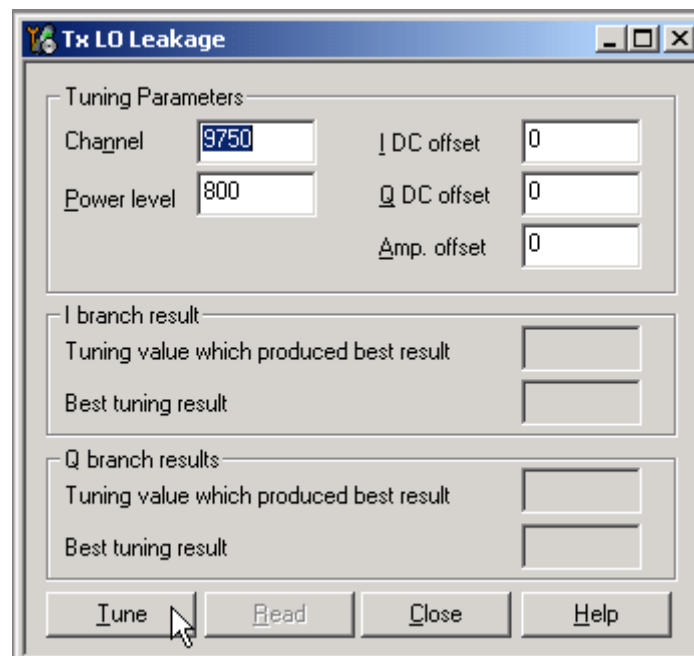 Tx LO Leakage
Tuning Parameters
Channel 9750 I DC offset 0
Power level 800 Q DC offset 0
Amp. offset 0
I branch result
Tuning value which produced best result
Best tuning result
Q branch results
Tuning value which produced best result
Best tuning result
Tune Read Close Help